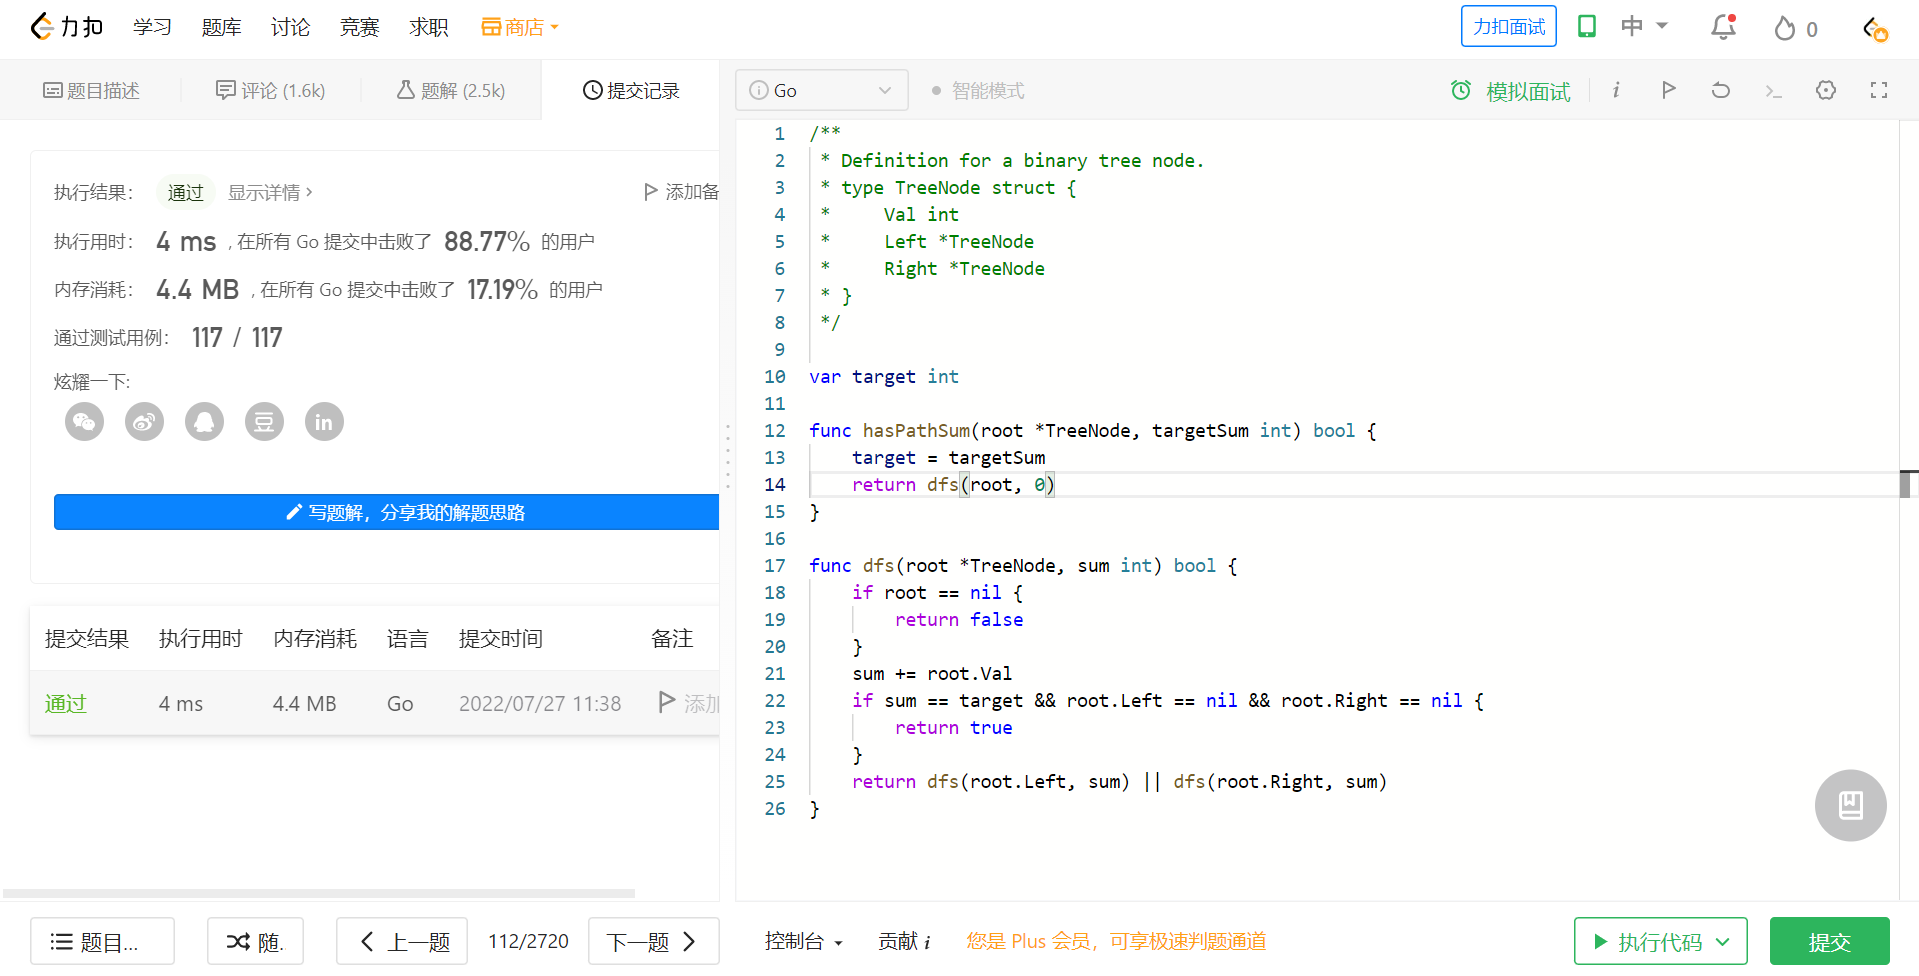 力扣 学习 题库 讨论 竞赛 求职 商店 力扣面试 中 0
题目描述 评论 (1.6k) 题解 (2.5k) 提交记录
i Go 智能模式 模拟面试 i
执行结果： 通过 显示详情 › 添加备
执行用时： 4 ms , 在所有 Go 提交中击败了 88.77% 的用户
内存消耗： 4.4 MB , 在所有 Go 提交中击败了 17.19% 的用户
通过测试用例： 117 / 117
炫耀一下:
豆 in
写题解，分享我的解题思路
提交结果 执行用时 内存消耗 语言 提交时间 备注
通过 4 ms 4.4 MB Go 2022/07/27 11:38 添加
1 /**
2  * Definition for a binary tree node.
3  * type TreeNode struct {
4  *     Val int
5  *     Left *TreeNode
6  *     Right *TreeNode
7  * }
8  */
9
10 var target int
11
12 func hasPathSum(root *TreeNode, targetSum int) bool {
13     target = targetSum
14     return dfs(root, 0)
15 }
16
17 func dfs(root *TreeNode, sum int) bool {
18     if root == nil {
19         return false
20     }
21     sum += root.Val
22     if sum == target && root.Left == nil && root.Right == nil {
23         return true
24     }
25     return dfs(root.Left, sum) || dfs(root.Right, sum)
26 }
题目... 随. 上一题 112/2720 下一题 控制台 贡献 i 您是 Plus 会员，可享极速判题通道 执行代码 提交